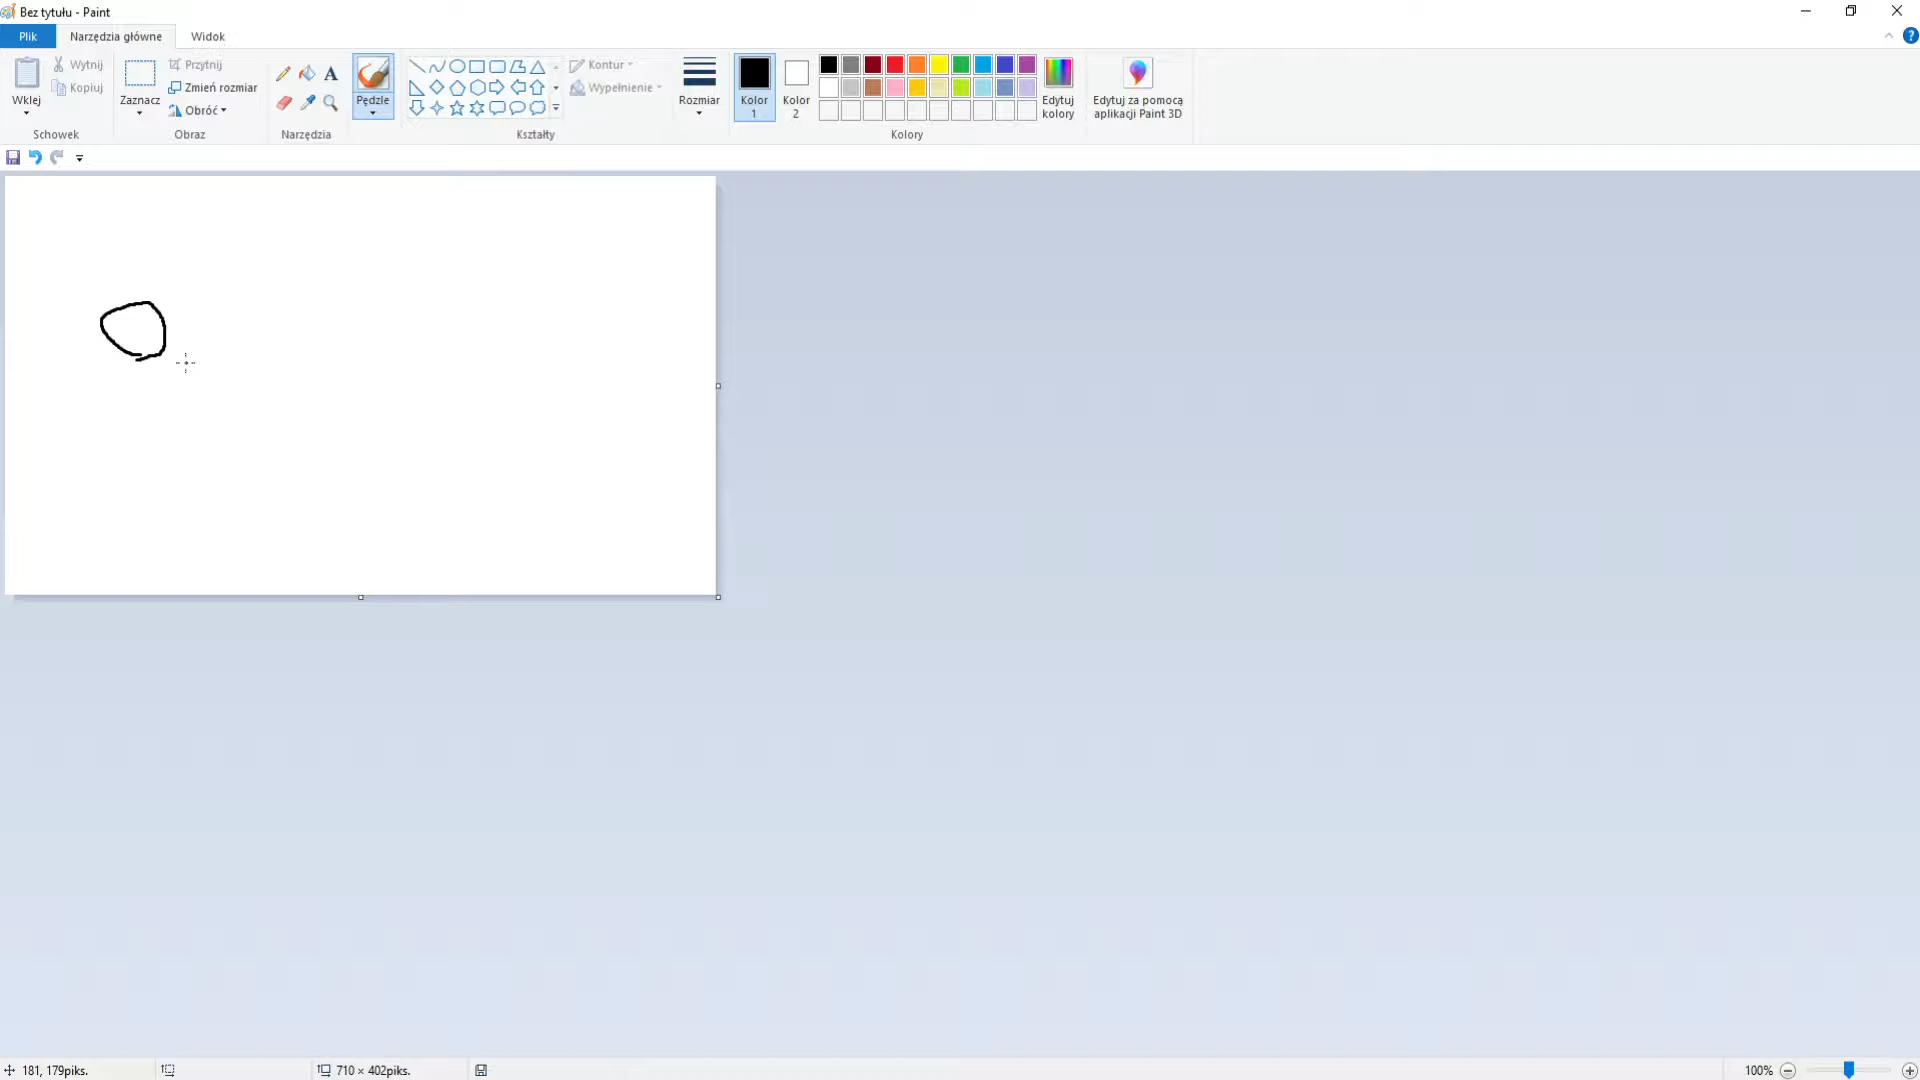 Bez tytułu - Paint
Plik Narzędzia główne Widok
Wklej
Wytnij
Kopiuj
Schowek
Zaznacz
Przytnij
Zmień rozmiar
Obróć
Obraz
A
Narzędzia
Pędzle
Kontur
Wypełnienie
Kształty
Rozmiar
Kolor
1
Kolor
2
Edytuj
kolory
Kolory
Edytuj za pomocą
aplikacji Paint 3D
?
181, 179piks.
710 × 402piks.
100%